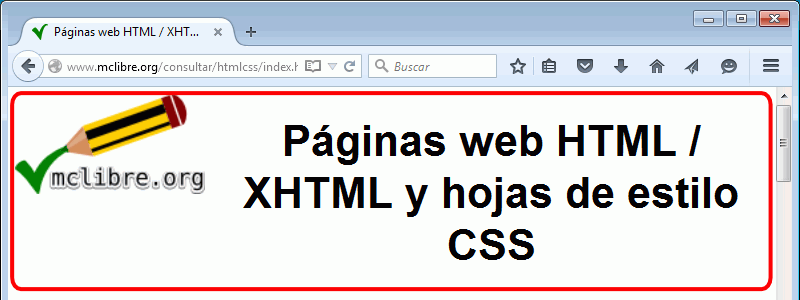 Páginas web HTML / XHT...
www.mclibre.org/consultar/htmlcss/index.h
Buscar
mclibre.org
Páginas web HTML /
XHTML y hojas de estilo
CSS